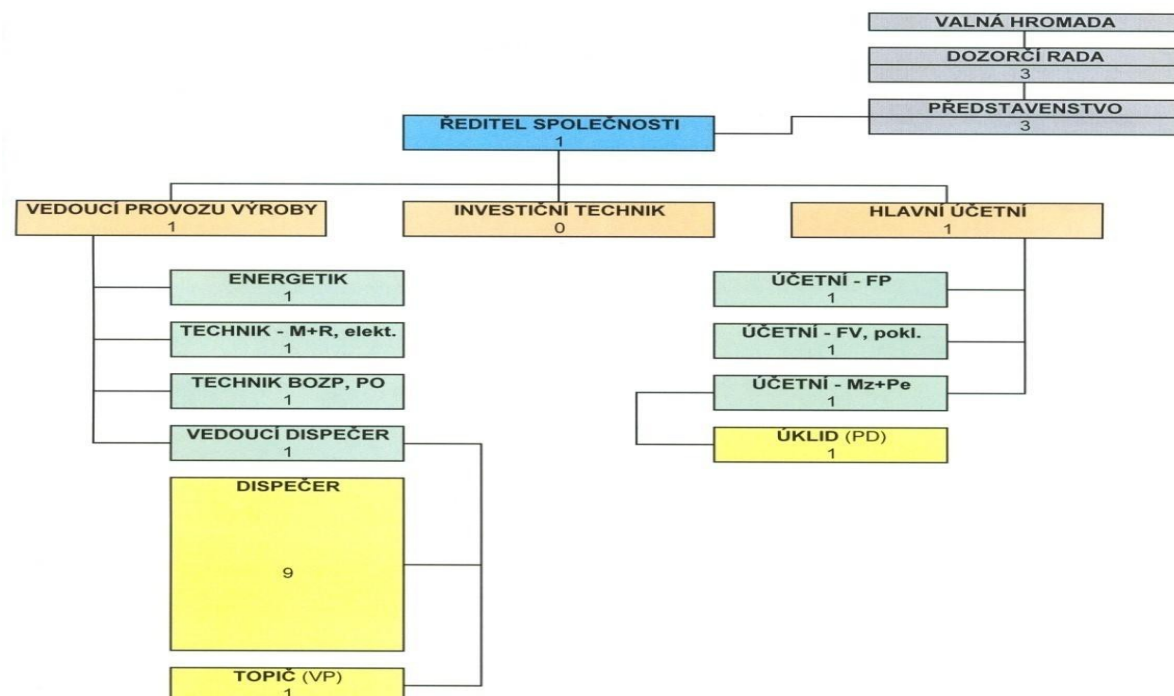 VALNÁ HROMADA
DOZORČÍ RADA
3
PŘEDSTAVENSTVO
3
ŘEDITEL SPOLEČNOSTI
1
VEDOUCÍ PROVOZU VÝROBY
1
INVESTIČNÍ TECHNIK
0
HLAVNÍ ÚČETNÍ
1
ENERGETIK
1
TECHNIK - M+R, elekt.
1
TECHNIK BOZP, PO
1
VEDOUCÍ DISPEČER
1
DISPEČER
9
TOPIČ (VP)
1
ÚČETNÍ - FP
1
ÚČETNÍ - FV, pokl.
1
ÚČETNÍ - Mz+Pe
1
ÚKLID (PD)
1